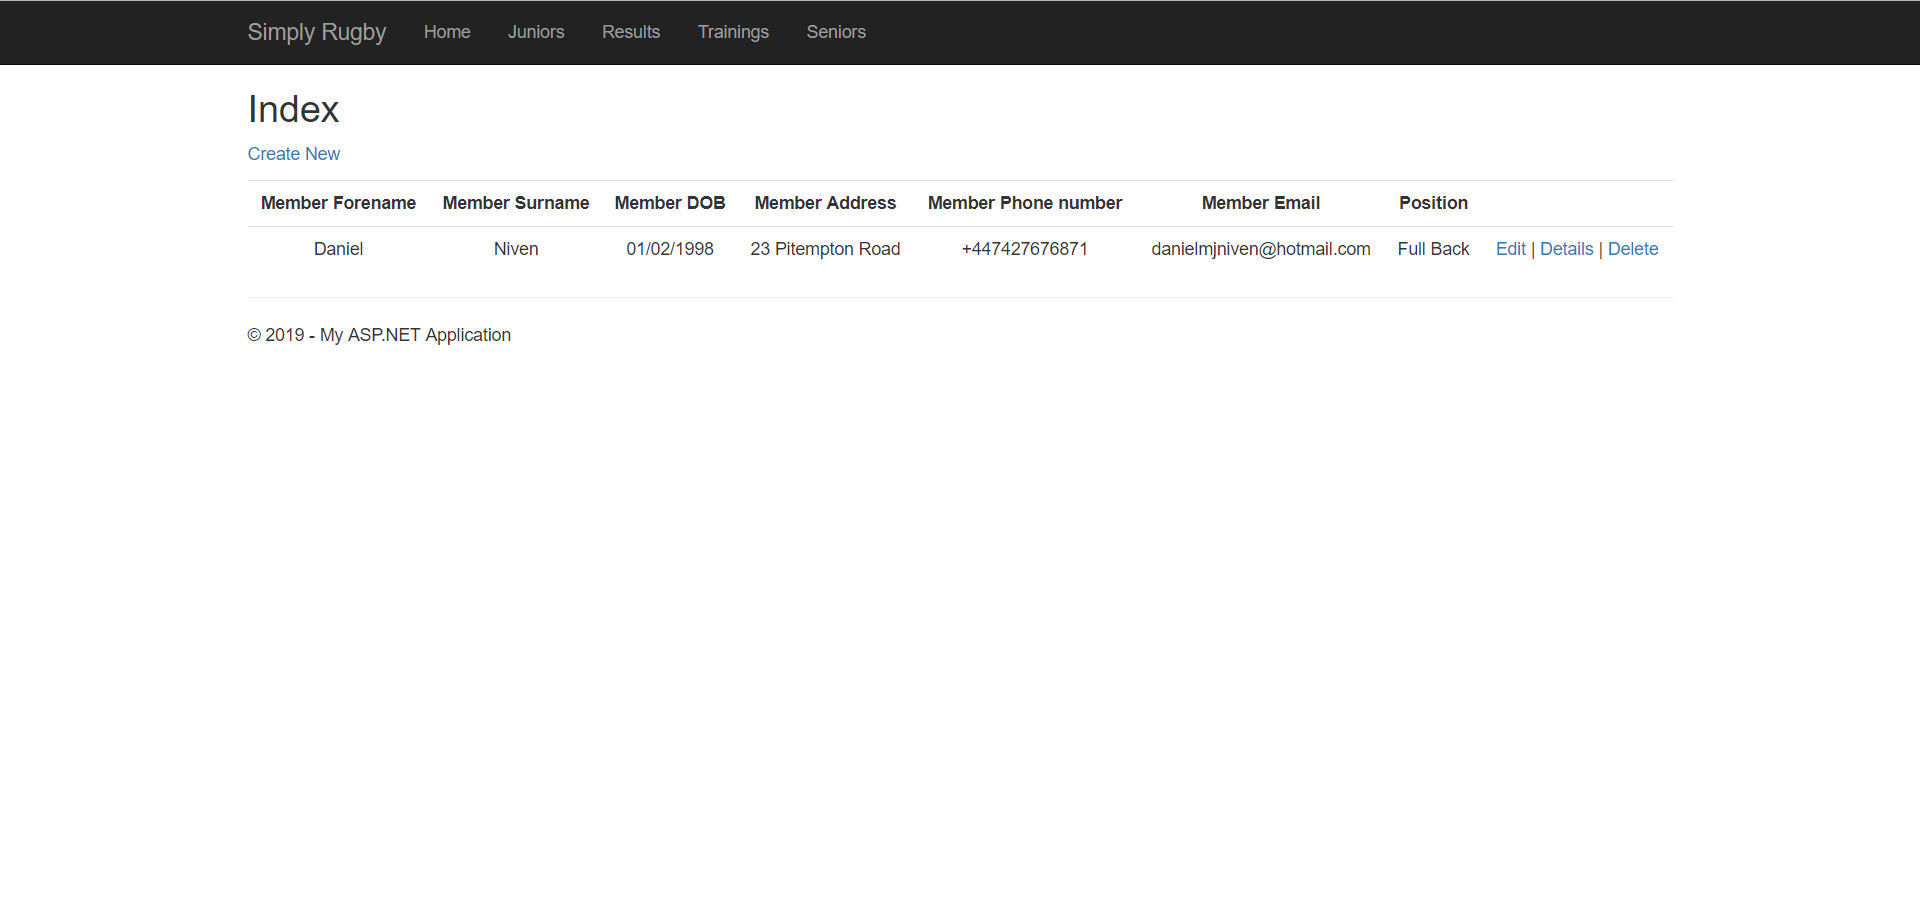 Simply Rugby Home Juniors Results Trainings Seniors
Index
Create New
Member Forename Member Surname Member DOB Member Address Member Phone number Member Email Position
Daniel Niven 01/02/1998 23 Pitempton Road +447427676871 danielmjniven@hotmail.com Full Back Edit | Details | Delete
© 2019 - My ASP.NET Application